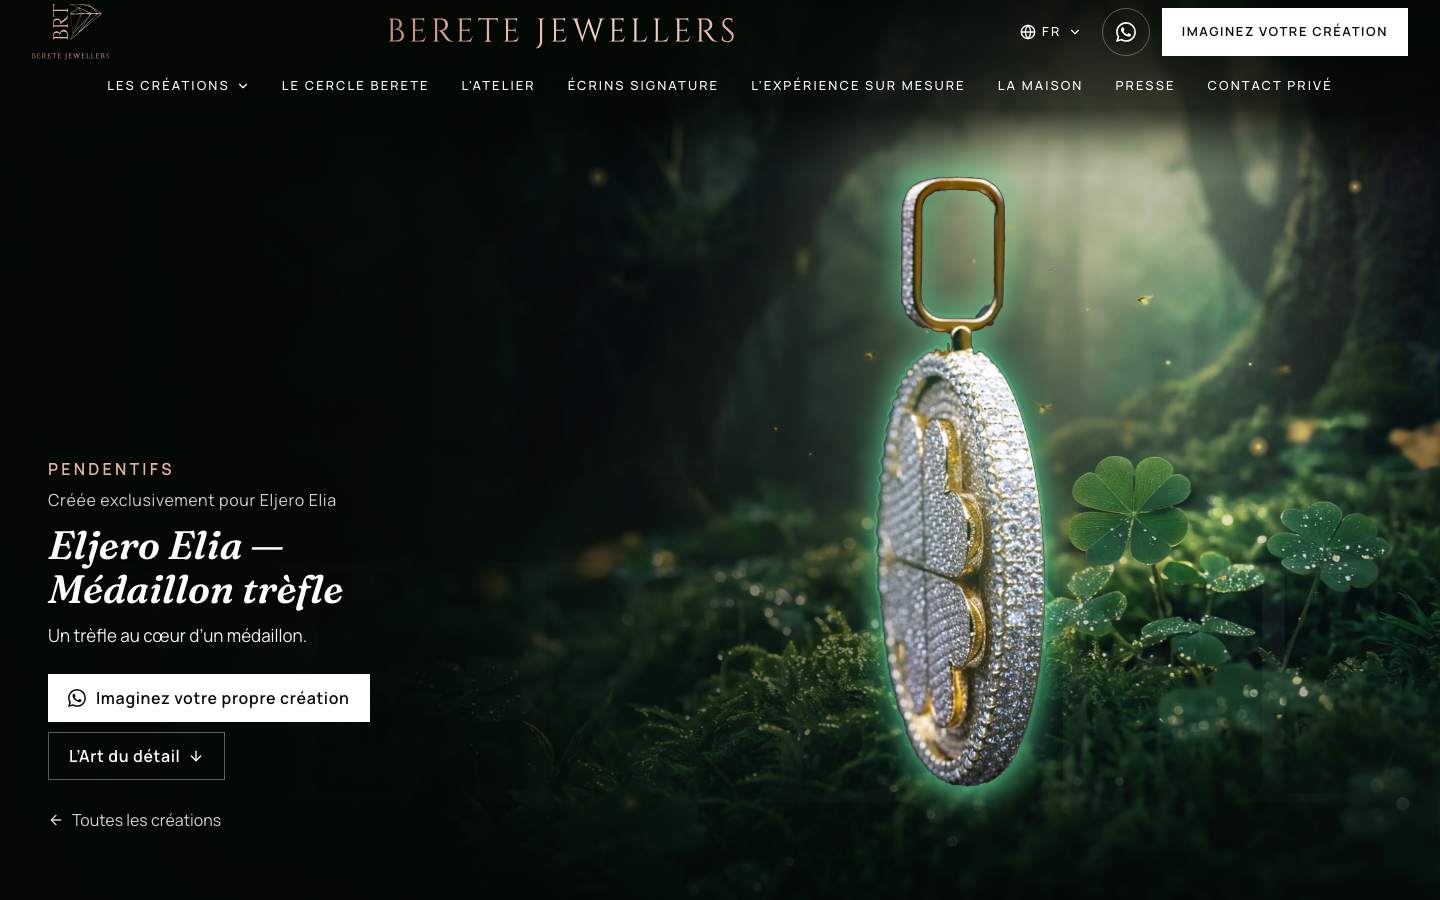 BRT
BERETE JEWELLERS
BERETE JEWELLERS
FR
IMAGINEZ VOTRE CRÉATION
LES CRÉATIONS
LE CERCLE BERETE
L'ATELIER
ÉCRINS SIGNATURE
L'EXPÉRIENCE SUR MESURE
LA MAISON
PRESSE
CONTACT PRIVÉ
PENDENTIFS
Créée exclusivement pour Eljero Elia
Eljero Elia —
Médaillon trèfle
Un trèfle au cœur d'un médaillon.
Imaginez votre propre création
L'Art du détail ↓
← Toutes les créations